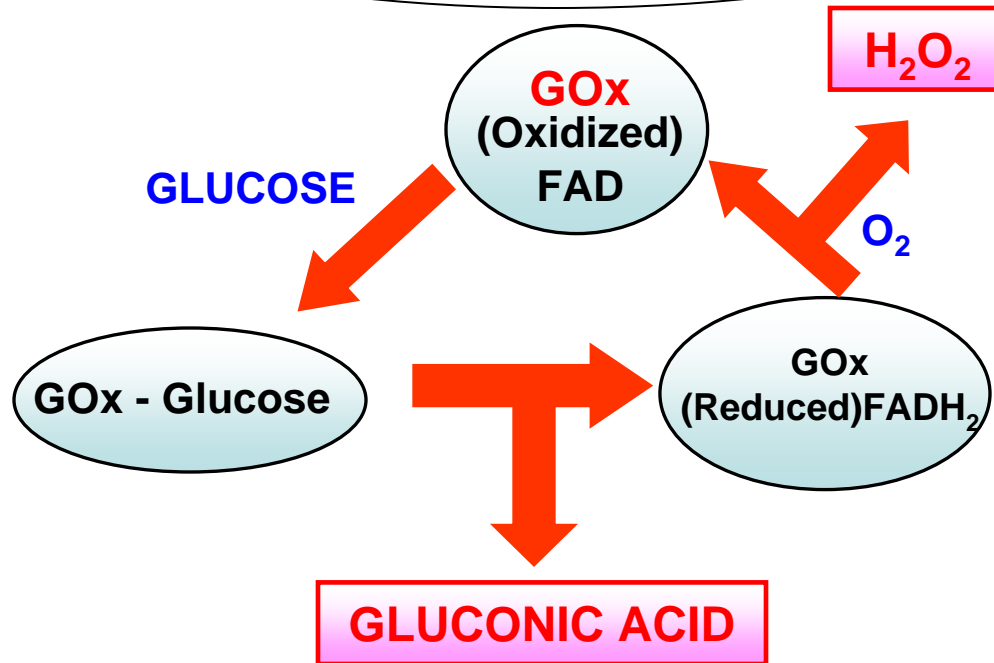 H₂O₂
GOx
(Oxidized)
FAD
GLUCOSE
O₂
GOx - Glucose
GOx
(Reduced)FADH₂
GLUCONIC ACID